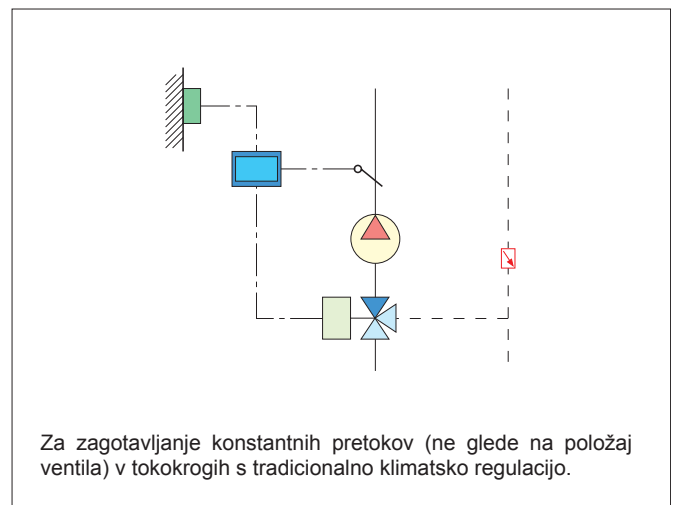 Za zagotavljanje konstantnih pretokov (ne glede na položaj
ventila) v tokokrogih s tradicionalno klimatsko regulacijo.